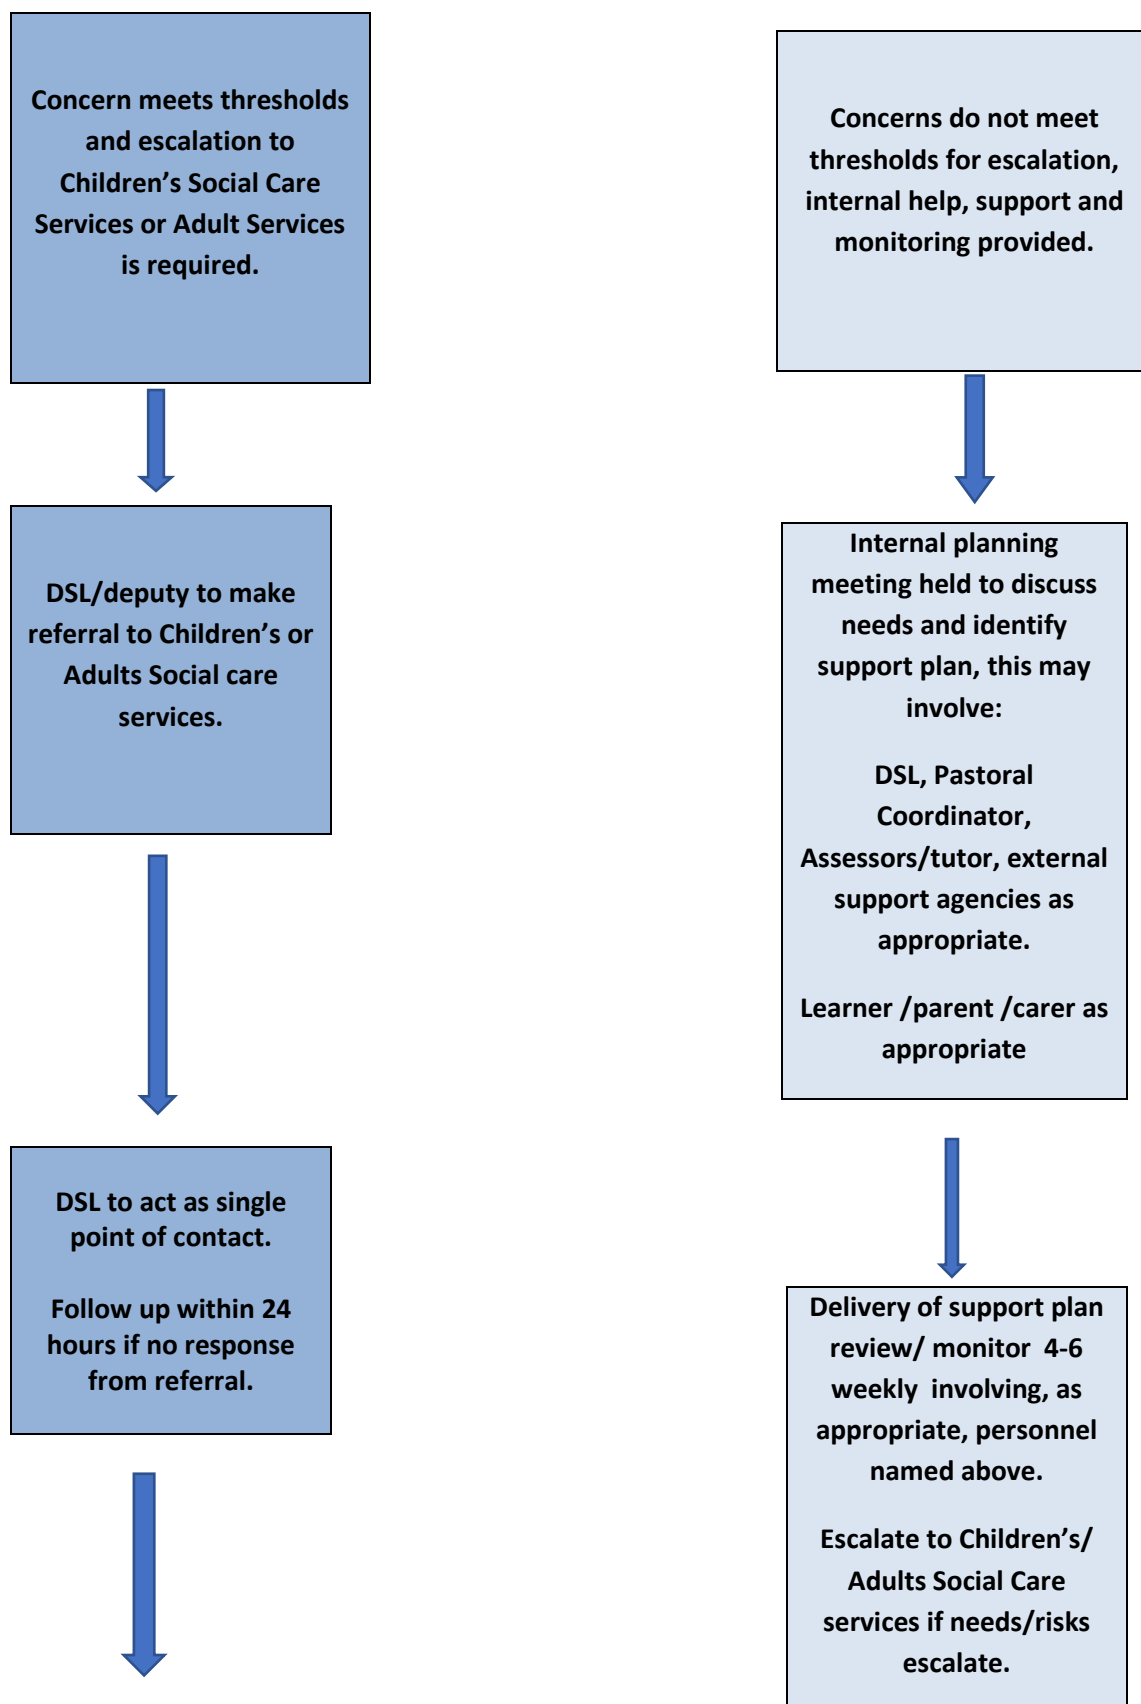 Concern meets thresholds
and escalation to
Children’s Social Care
Services or Adult Services
is required.
DSL/deputy to make
referral to Children’s or
Adults Social care
services.
DSL to act as single
point of contact.
Follow up within 24
hours if no response
from referral.
Concerns do not meet
thresholds for escalation,
internal help, support and
monitoring provided.
Internal planning
meeting held to discuss
needs and identify
support plan, this may
involve:
DSL, Pastoral
Coordinator,
Assessors/tutor, external
support agencies as
appropriate.
Learner /parent /carer as
appropriate
Delivery of support plan
review/ monitor  4-6
weekly  involving, as
appropriate, personnel
named above.
Escalate to Children’s/
Adults Social Care
services if needs/risks
escalate.